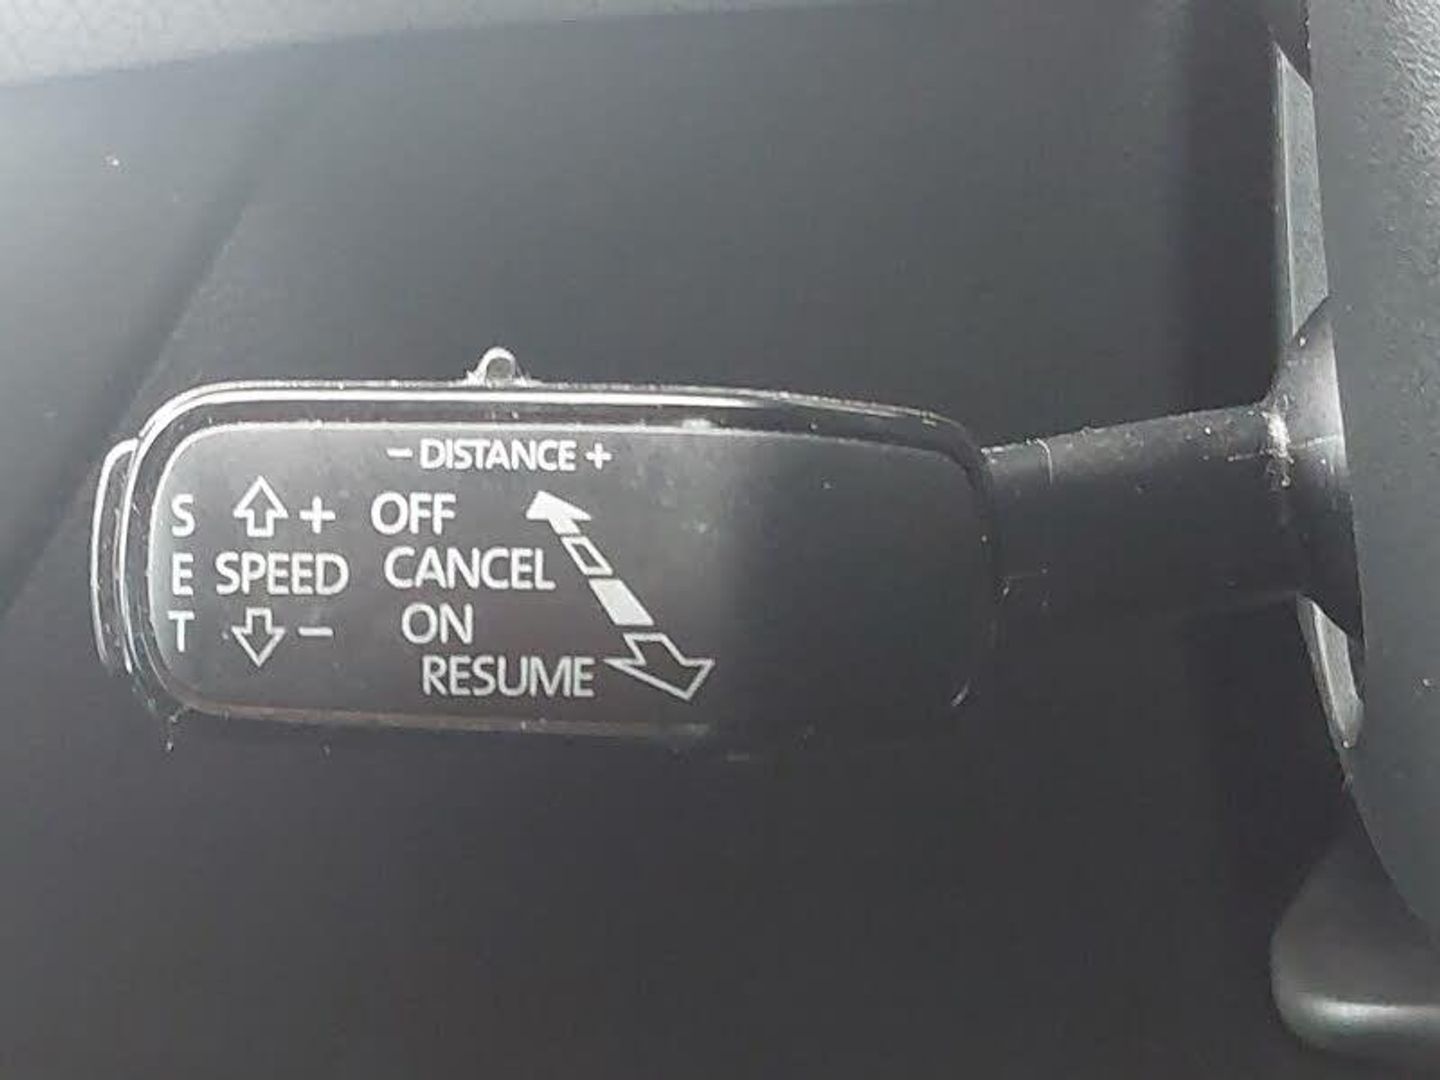 - DISTANCE +
S + OFF
E SPEED CANCEL
T - ON
RESUME